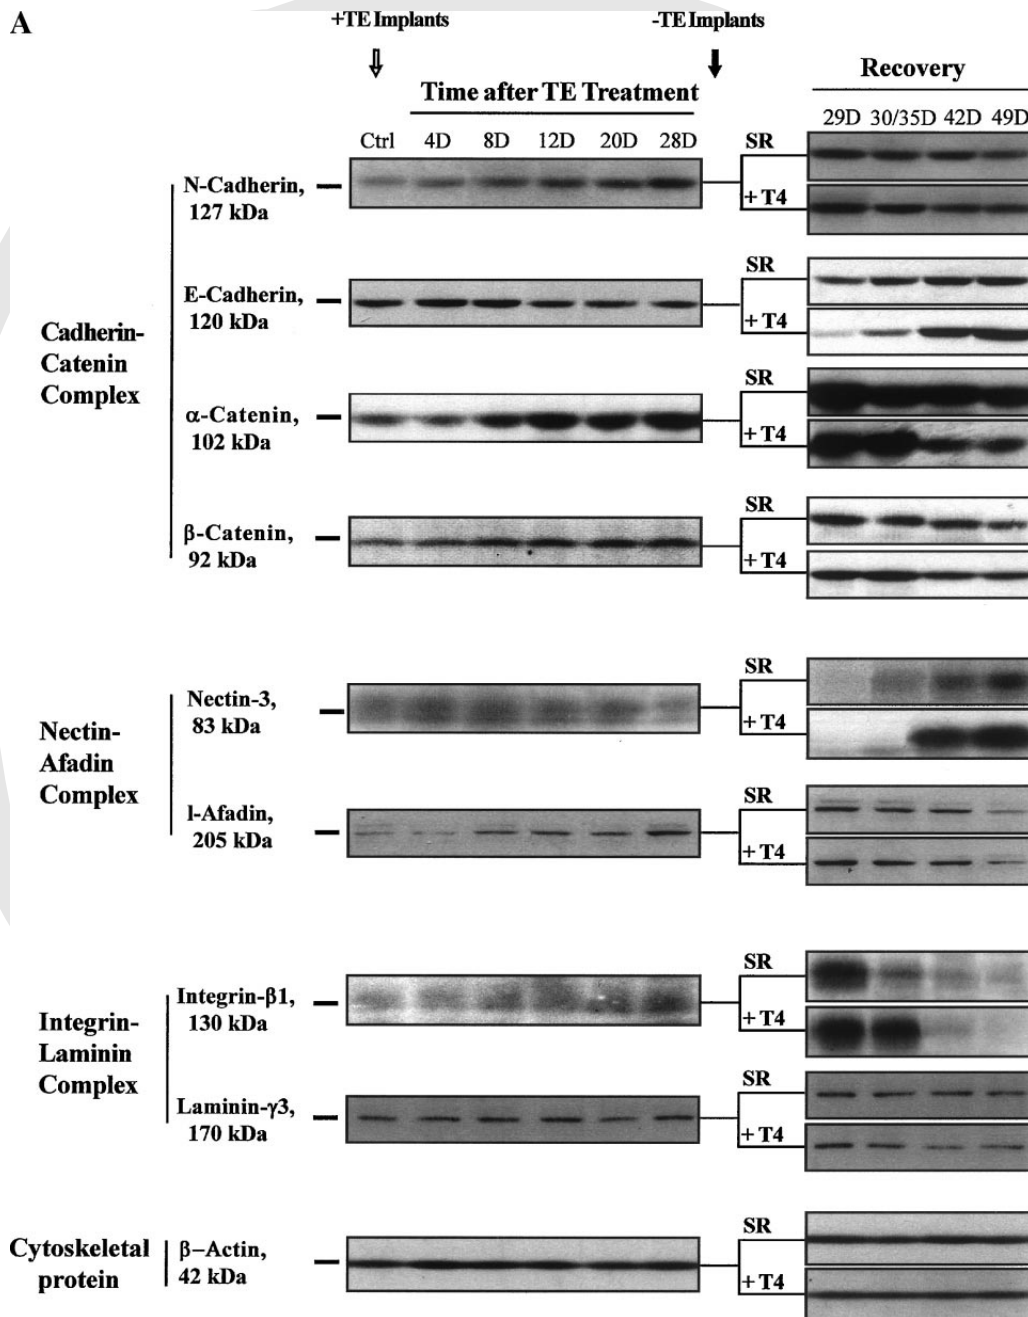 A
+TE Implants
-TE Implants
Time after TE Treatment
Recovery
Ctrl 4D 8D 12D 20D 28D
29D 30/35D 42D 49D
Cadherin-
Catenin
Complex
N-Cadherin,
127 kDa
SR
+ T4
E-Cadherin,
120 kDa
SR
+ T4
α-Catenin,
102 kDa
SR
+ T4
β-Catenin,
92 kDa
SR
+ T4
Nectin-
Afadin
Complex
Nectin-3,
83 kDa
SR
+ T4
l-Afadin,
205 kDa
SR
+ T4
Integrin-
Laminin
Complex
Integrin-β1,
130 kDa
SR
+ T4
Laminin-γ3,
170 kDa
SR
+ T4
Cytoskeletal
protein
β–Actin,
42 kDa
SR
+ T4